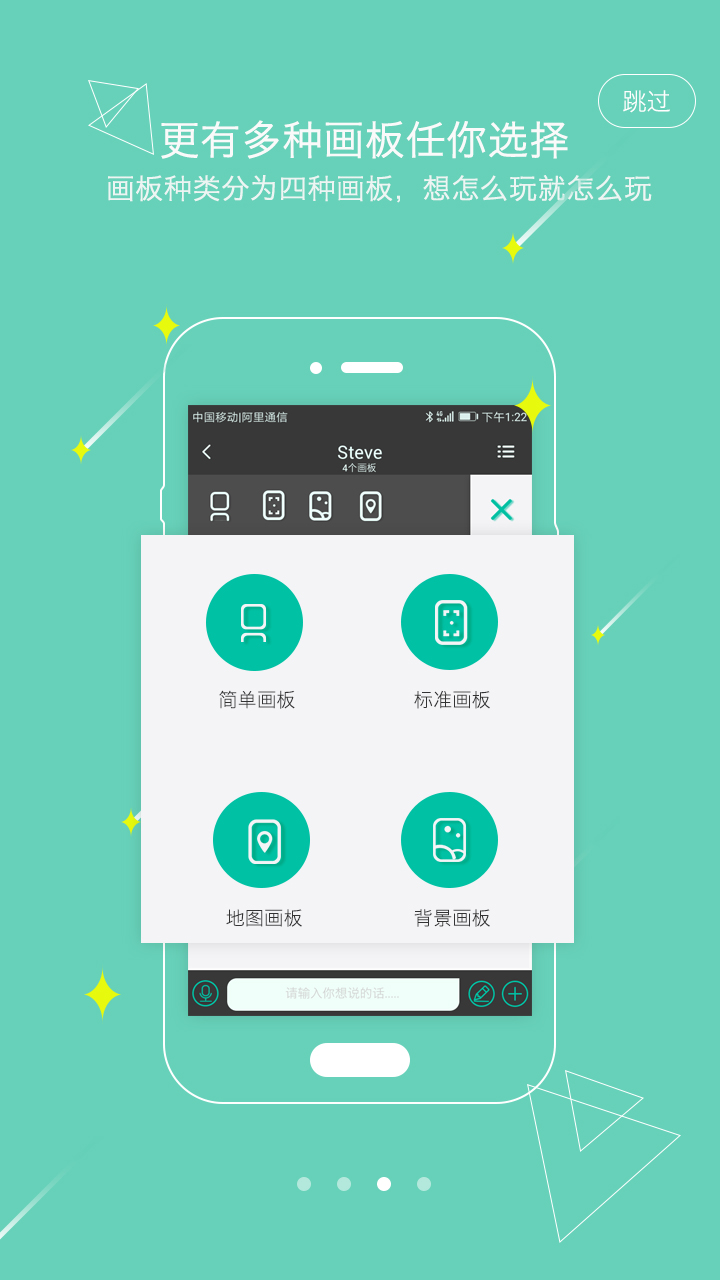 跳过
更有多种画板任你选择
画板种类分为四种画板，想怎么玩就怎么玩
中国移动|阿里通信 4G 下午1:22
Steve
4个画板
简单画板 标准画板
地图画板 背景画板
请输入你想说的话.....